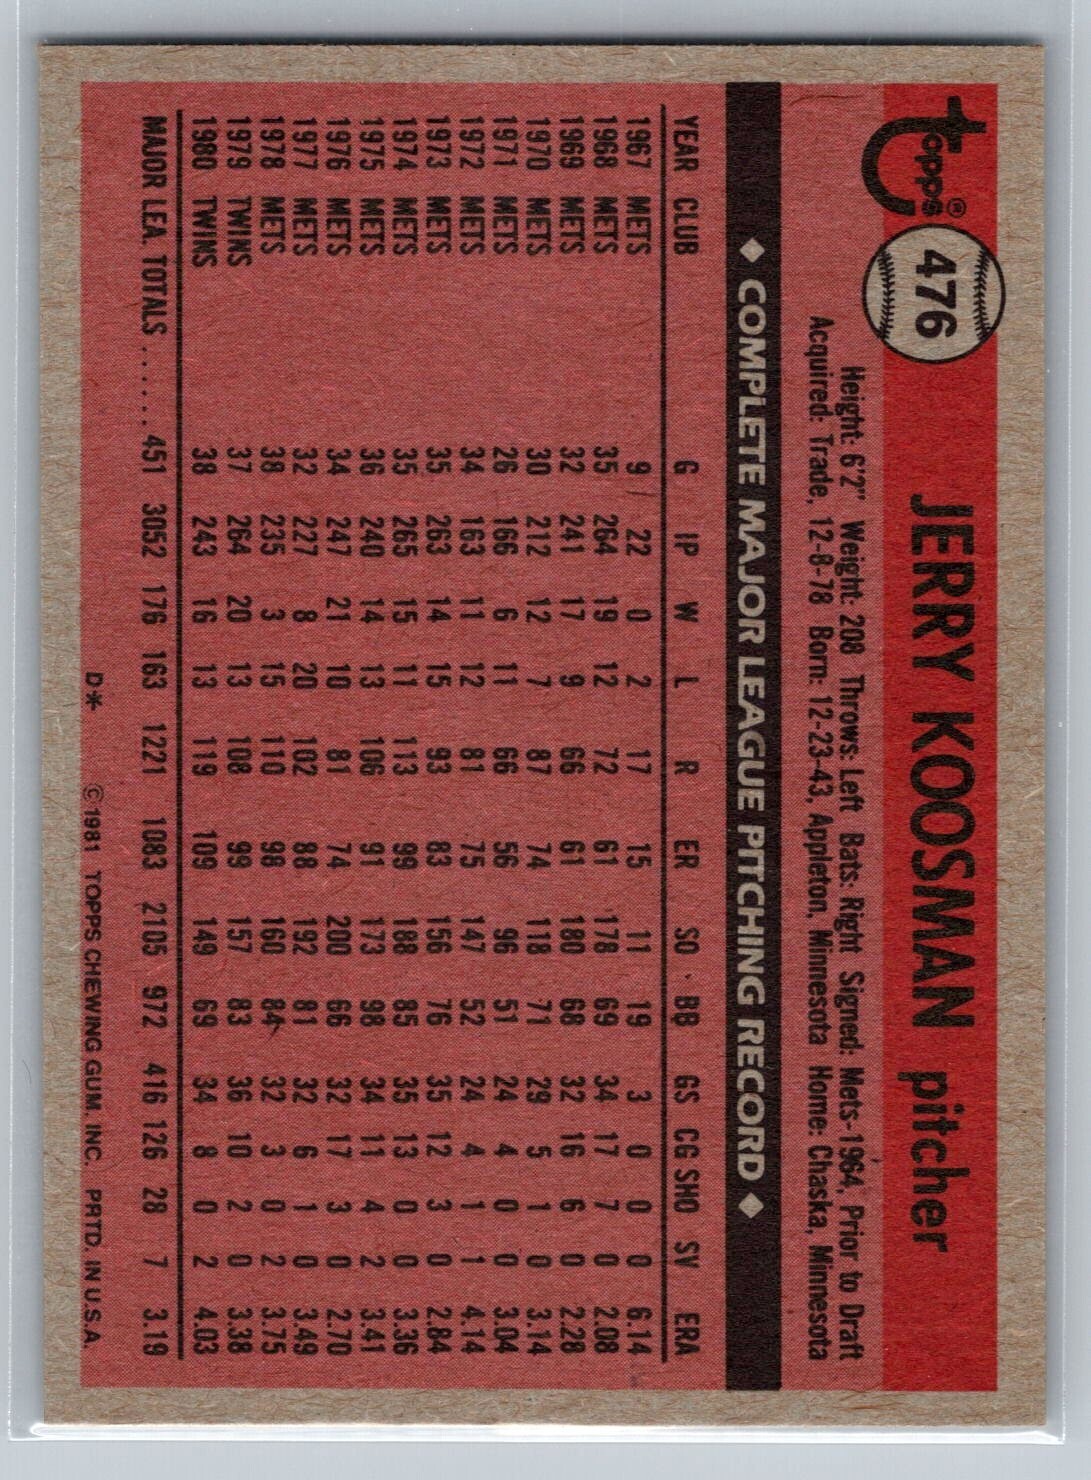 Topps®
476
JERRY KOOSMAN pitcher
Height: 6'2" Weight: 208 Throws: Left Bats: Right Signed: Mets-1964, Prior to Draft
Acquired: Trade, 12-8-78 Born: 12-23-43, Appleton, Minnesota Home: Chaska, Minnesota
◆ COMPLETE MAJOR LEAGUE PITCHING RECORD ◆
YEAR CLUB G IP W L R ER SO BB GS CG SHO SV ERA
1967 METS 9 22 0 2 17 15 11 19 3 0 0 0 6.14
1968 METS 35 264 19 12 72 61 178 69 34 17 7 0 2.08
1969 METS 32 241 17 9 66 61 180 68 32 16 6 0 2.28
1970 METS 30 212 12 7 87 74 118 71 29 5 1 0 3.14
1971 METS 26 166 6 11 66 56 96 51 24 4 0 0 3.04
1972 METS 34 163 11 12 81 75 147 52 24 4 1 1 4.14
1973 METS 35 263 14 15 93 83 156 76 35 12 3 0 2.84
1974 METS 35 265 15 11 113 99 188 85 35 13 0 0 3.36
1975 METS 36 240 14 13 106 91 173 98 34 11 4 2 3.41
1976 METS 34 247 21 10 81 74 200 66 32 17 3 0 2.70
1977 METS 32 227 8 20 102 88 192 81 32 6 1 0 3.49
1978 METS 38 235 3 15 110 98 160 84 32 3 0 2 3.75
1979 TWINS 37 264 20 13 108 99 157 83 36 10 2 0 3.38
1980 TWINS 38 243 16 13 119 109 149 69 34 8 0 2 4.03
MAJOR LEA. TOTALS ...... 451 3052 176 163 1221 1083 2105 972 416 126 28 7 3.19
D* ©1981 TOPPS CHEWING GUM. INC. PRTD. IN U.S.A.